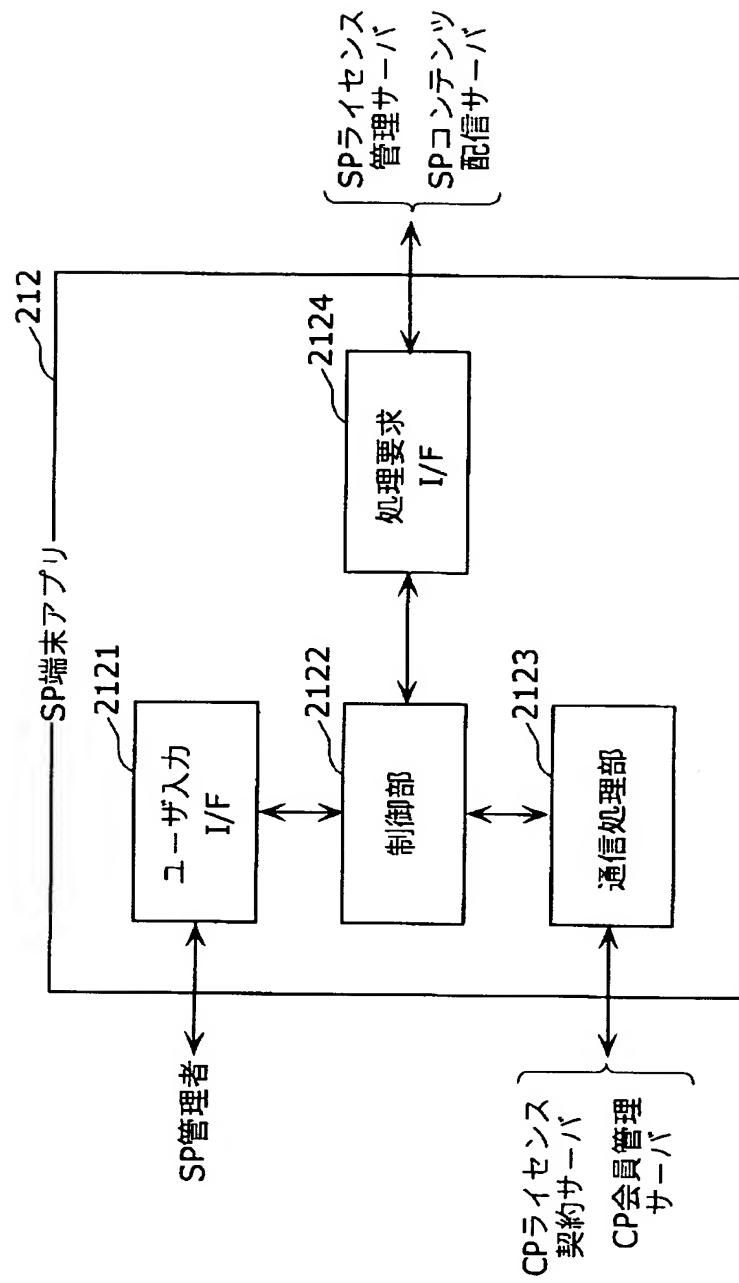 SP端末アプリ
212
2121
ユーザ入力
I/F
SP管理者
2122
制御部
2124
処理要求
I/F
SPライセンス
管理サーバ
SPコンテンツ
配信サーバ
2123
通信処理部
CPライセンス
契約サーバ
CP会員管理
サーバ